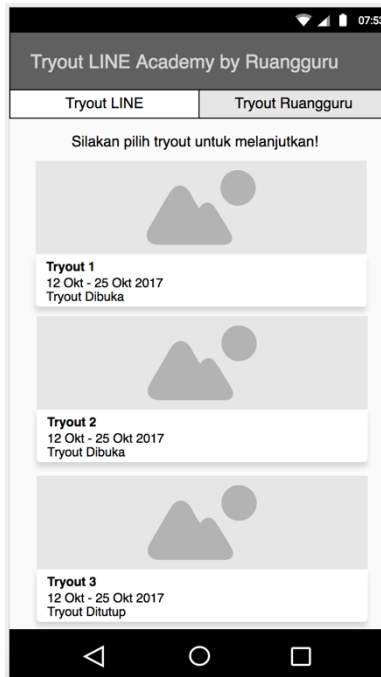 07:53
Tryout LINE Academy by Ruangguru
Tryout LINE
Tryout Ruangguru
Silakan pilih tryout untuk melanjutkan!
Tryout 1
12 Okt - 25 Okt 2017
Tryout Dibuka
Tryout 2
12 Okt - 25 Okt 2017
Tryout Dibuka
Tryout 3
12 Okt - 25 Okt 2017
Tryout Ditutup